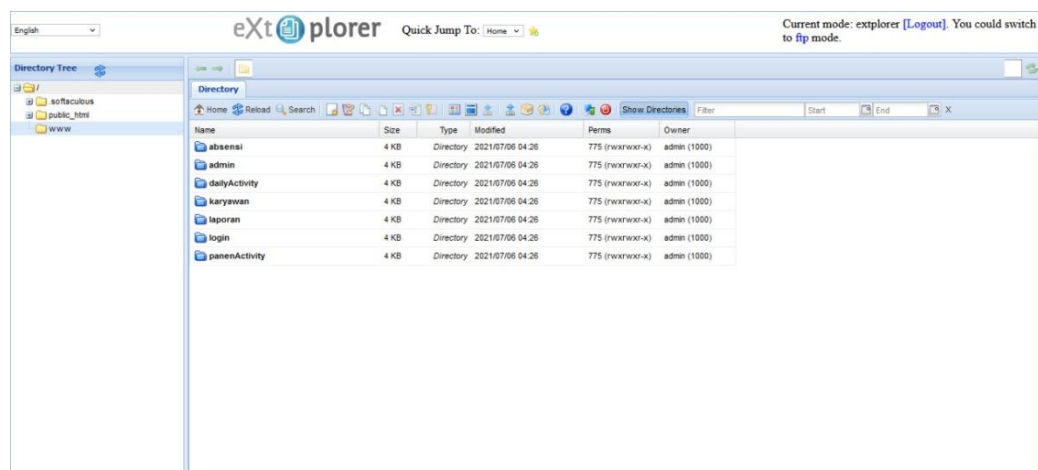 English
eXtplorer
Quick Jump To: Home
Current mode: extplorer [Logout]. You could switch
to ftp mode.
Directory Tree
/
.softaculous
public_html
www
Directory
Home Reload Search Show Directories Filter Start End X
Name Size Type Modified Perms Owner
absensi 4 KB Directory 2021/07/06 04:26 775 (rwxrwxr-x) admin (1000)
admin 4 KB Directory 2021/07/06 04:26 775 (rwxrwxr-x) admin (1000)
dailyActivity 4 KB Directory 2021/07/06 04:26 775 (rwxrwxr-x) admin (1000)
karyawan 4 KB Directory 2021/07/06 04:26 775 (rwxrwxr-x) admin (1000)
laporan 4 KB Directory 2021/07/06 04:26 775 (rwxrwxr-x) admin (1000)
login 4 KB Directory 2021/07/06 04:26 775 (rwxrwxr-x) admin (1000)
panenActivity 4 KB Directory 2021/07/06 04:26 775 (rwxrwxr-x) admin (1000)